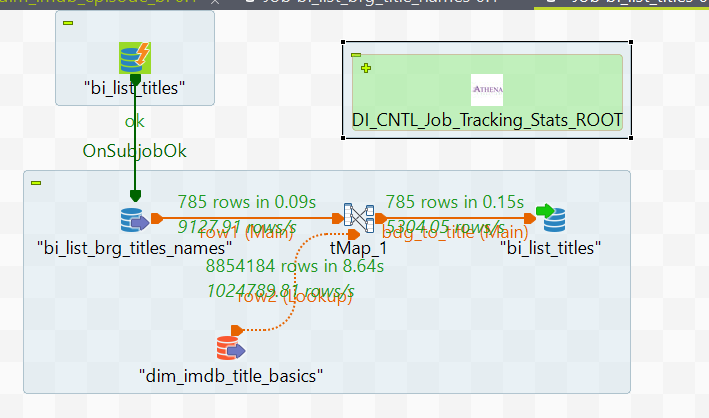 "bi_list_titles"
ok
OnSubjobOk
ATHENA
DI_CNTL_Job_Tracking_Stats_ROOT
785 rows in 0.09s
9127.91 rows/s
row1 (Main)
785 rows in 0.15s
5304.05 rows/s
bdg_to_title (Main)
"bi_list_brg_titles_names"
tMap_1
"bi_list_titles"
8854184 rows in 8.64s
1024789.81 rows/s
row2 (Lookup)
"dim_imdb_title_basics"